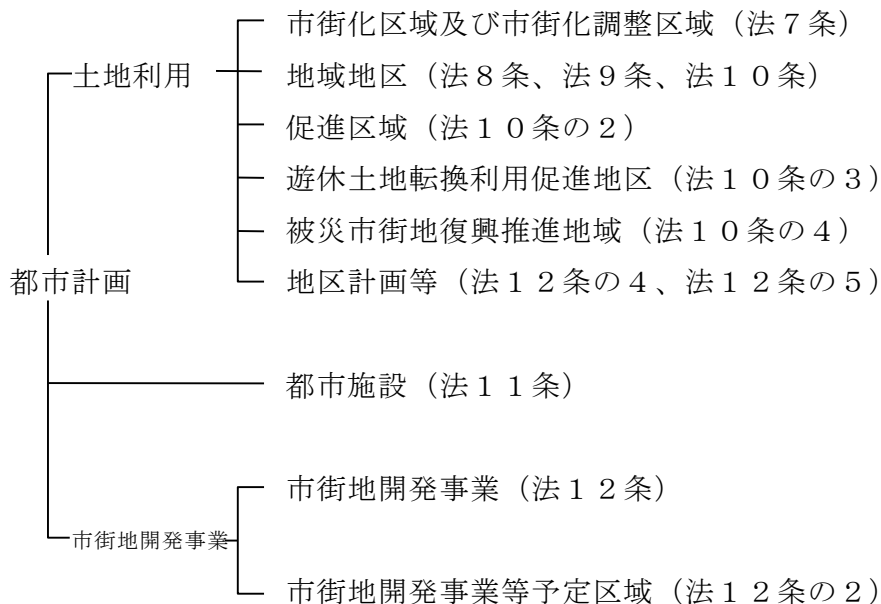 市街化区域及び市街化調整区域（法７条）
土地利用
地域地区（法８条、法９条、法１０条）
促進区域（法１０条の２）
遊休土地転換利用促進地区（法１０条の３）
被災市街地復興推進地域（法１０条の４）
都市計画
地区計画等（法１２条の４、法１２条の５）
都市施設（法１１条）
市街地開発事業（法１２条）
市街地開発事業
市街地開発事業等予定区域（法１２条の２）